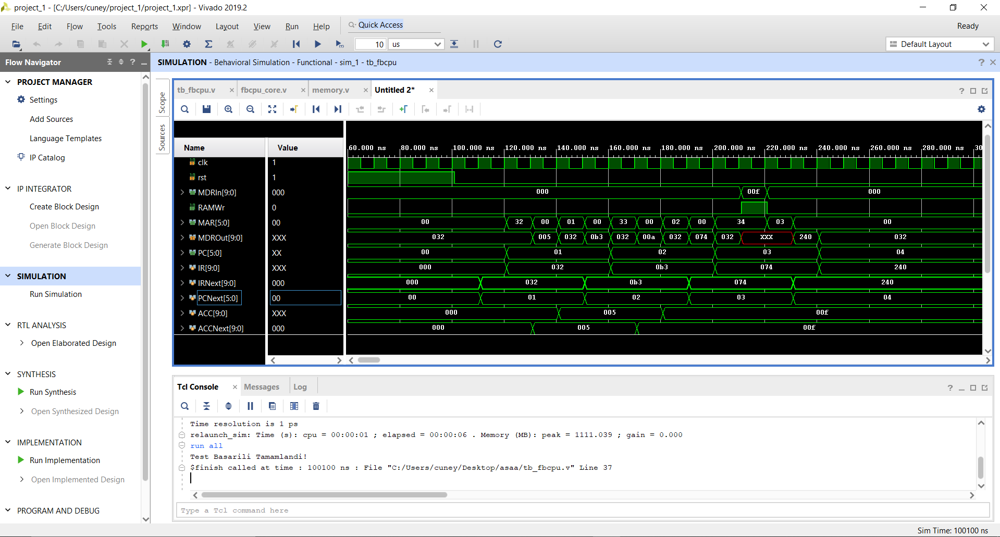 project_1 - [C:/Users/cuney/project_1/project_1.xpr] - Vivado 2019.2
File Edit Flow Tools Reports Window Layout View Run Help Quick Access Ready
10 us Default Layout
Flow Navigator
SIMULATION - Behavioral Simulation - Functional - sim_1 - tb_fbcpu
PROJECT MANAGER
Settings
Add Sources
Language Templates
IP Catalog
IP INTEGRATOR
Create Block Design
Open Block Design
Generate Block Design
SIMULATION
Run Simulation
RTL ANALYSIS
Open Elaborated Design
SYNTHESIS
Run Synthesis
Open Synthesized Design
IMPLEMENTATION
Run Implementation
Open Implemented Design
PROGRAM AND DEBUG
Scope
Sources
tb_fbcpu.v fbcpu_core.v memory.v Untitled 2*
Name Value
60.000 ns 80.000 ns 100.000 ns 120.000 ns 140.000 ns 160.000 ns 180.000 ns 200.000 ns 220.000 ns 240.000 ns 260.000 ns 280.000 ns 30
clk 1
rst 1
MDRIn[9:0] 000 000 00f 000
RAMWr 0
MAR[5:0] 00 00 32 00 01 00 33 00 02 00 34 03 00
MDROut[9:0] XXX 032 005 032 0b3 032 00a 032 074 032 XXX 240 032
PC[5:0] XX 00 01 02 03 04
IR[9:0] XXX 000 032 0b3 074 240
IRNext[9:0] 000 000 032 0b3 074 240
PCNext[5:0] 00 00 01 02 03 04
ACC[9:0] XXX 000 005 00f
ACCNext[9:0] 000 000 005 00f
Tcl Console Messages Log
Time resolution is 1 ps
relaunch_sim: Time (s): cpu = 00:00:01 ; elapsed = 00:00:06 . Memory (MB): peak = 1111.039 ; gain = 0.000
run all
Test Basarili Tamamlandi!
$finish called at time : 100100 ns : File "C:/Users/cuney/Desktop/asaa/tb_fbcpu.v" Line 37
Type a Tcl command here
Sim Time: 100100 ns